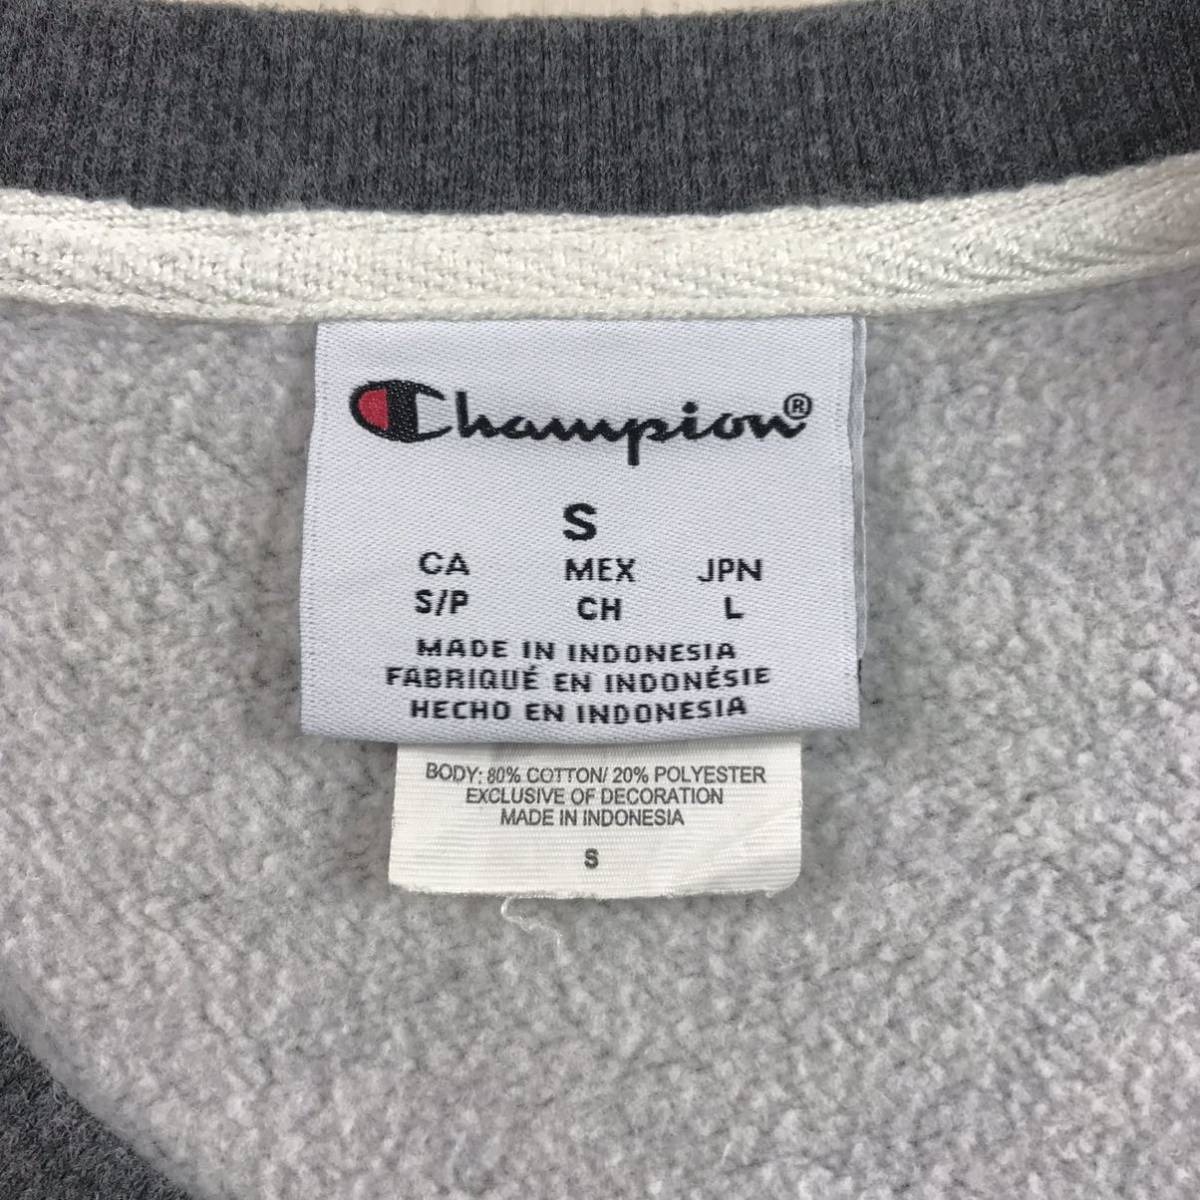 Champion®
S
CA MEX JPN
S/P CH L
MADE IN INDONESIA
FABRIQUÉ EN INDONÉSIE
HECHO EN INDONESIA
BODY: 80% COTTON/ 20% POLYESTER
EXCLUSIVE OF DECORATION
MADE IN INDONESIA
S